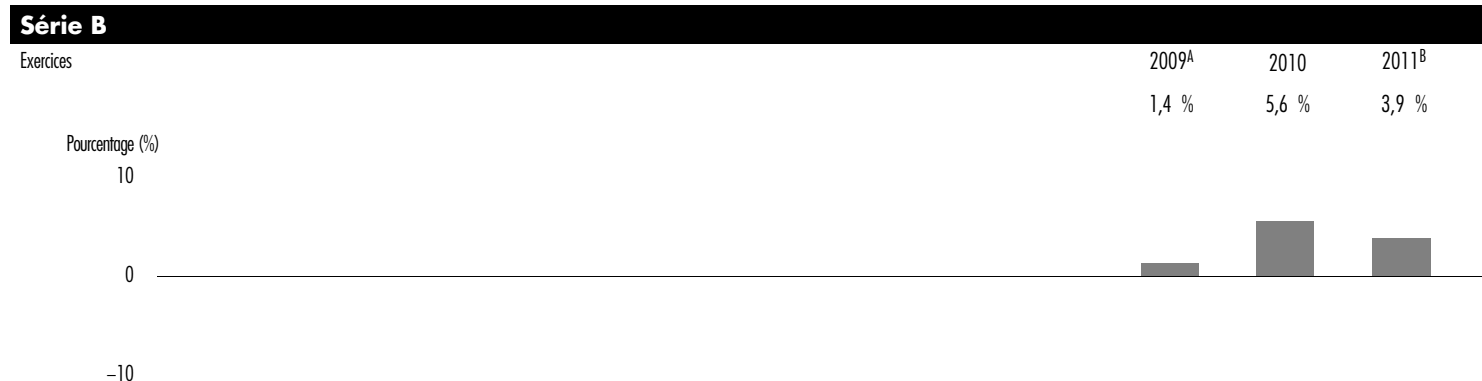 Série B
Exercices 2009A 2010 2011B
1,4 % 5,6 % 3,9 %
Pourcentage (%)
10
0
–10